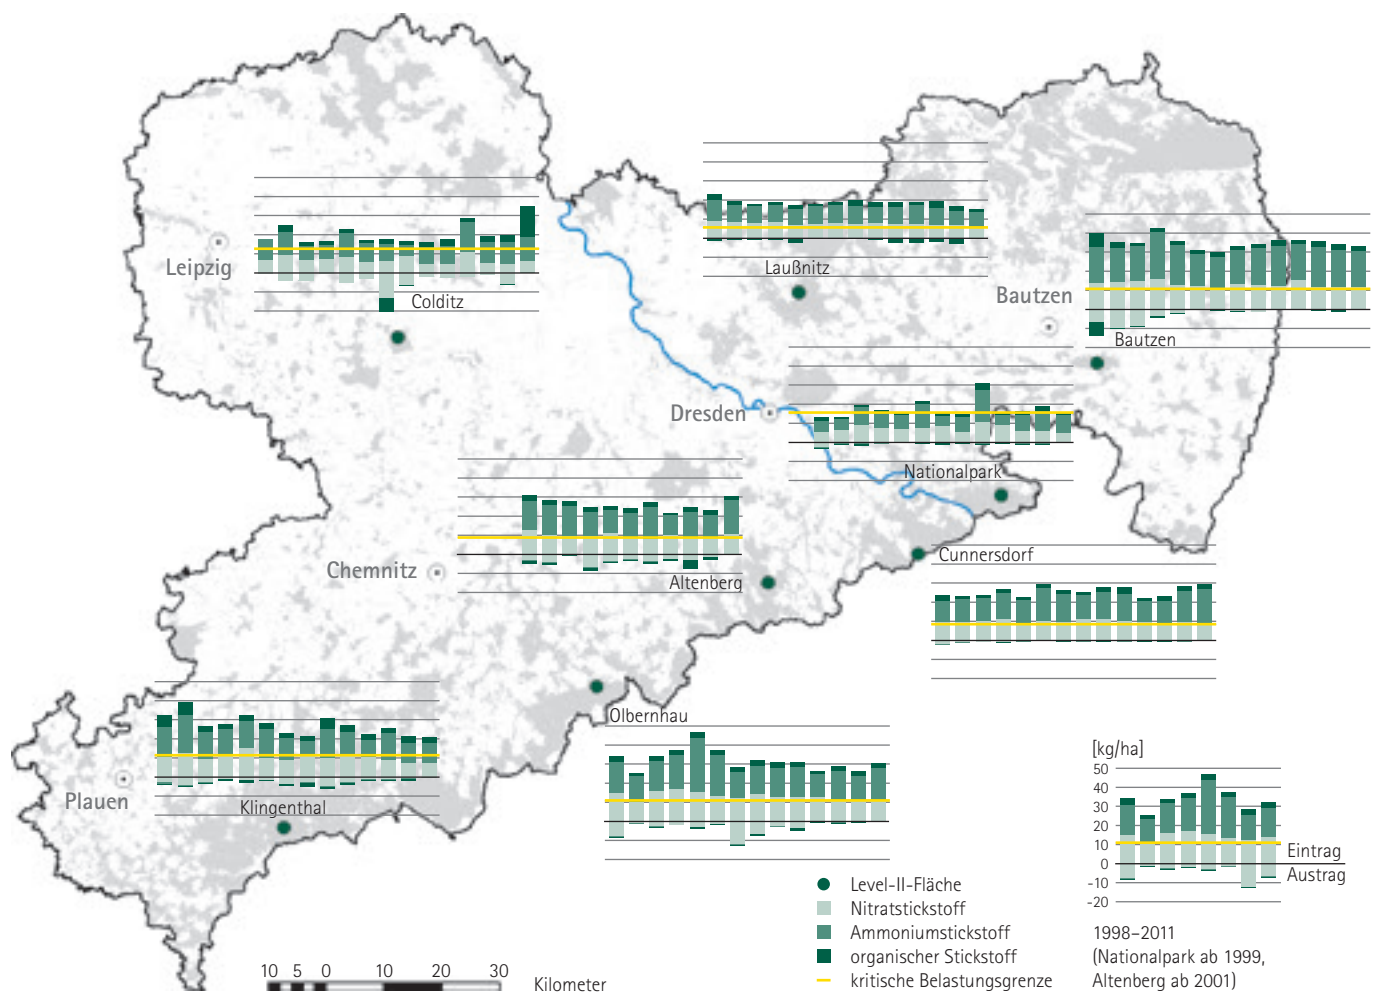 Leipzig
Colditz
Laußnitz
Bautzen
Bautzen
Dresden
Nationalpark
Chemnitz
Altenberg
Cunnersdorf
Olbernhau
Plauen
Klingenthal
[kg/ha]
50
40
30
20
10
0
-10
-20
Eintrag
Austrag
1998–2011
(Nationalpark ab 1999,
Altenberg ab 2001)
Level-II-Fläche
Nitratstickstoff
Ammoniumstickstoff
organischer Stickstoff
kritische Belastungsgrenze
10 5 0 10 20 30
Kilometer